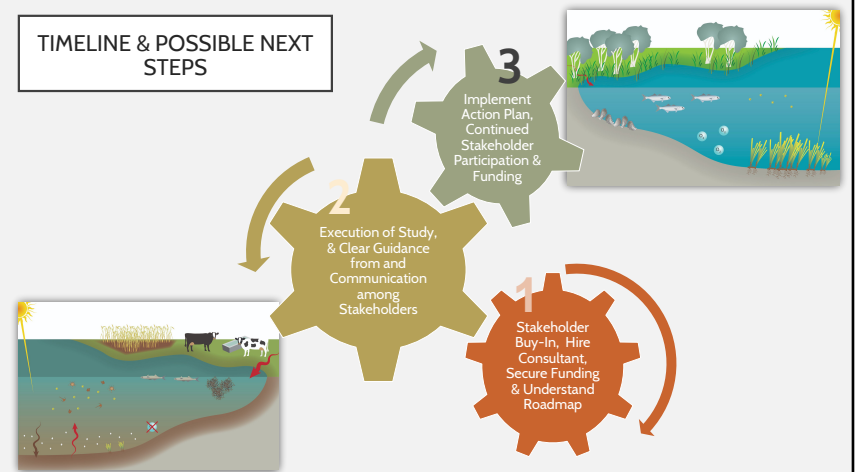 TIMELINE & POSSIBLE NEXT
STEPS
3
Implement
Action Plan,
Continued
Stakeholder
Participation &
Funding
2
Execution of Study,
& Clear Guidance
from and
Communication
among
Stakeholders
1
Stakeholder
Buy-In, Hire
Consultant,
Secure Funding
& Understand
Roadmap